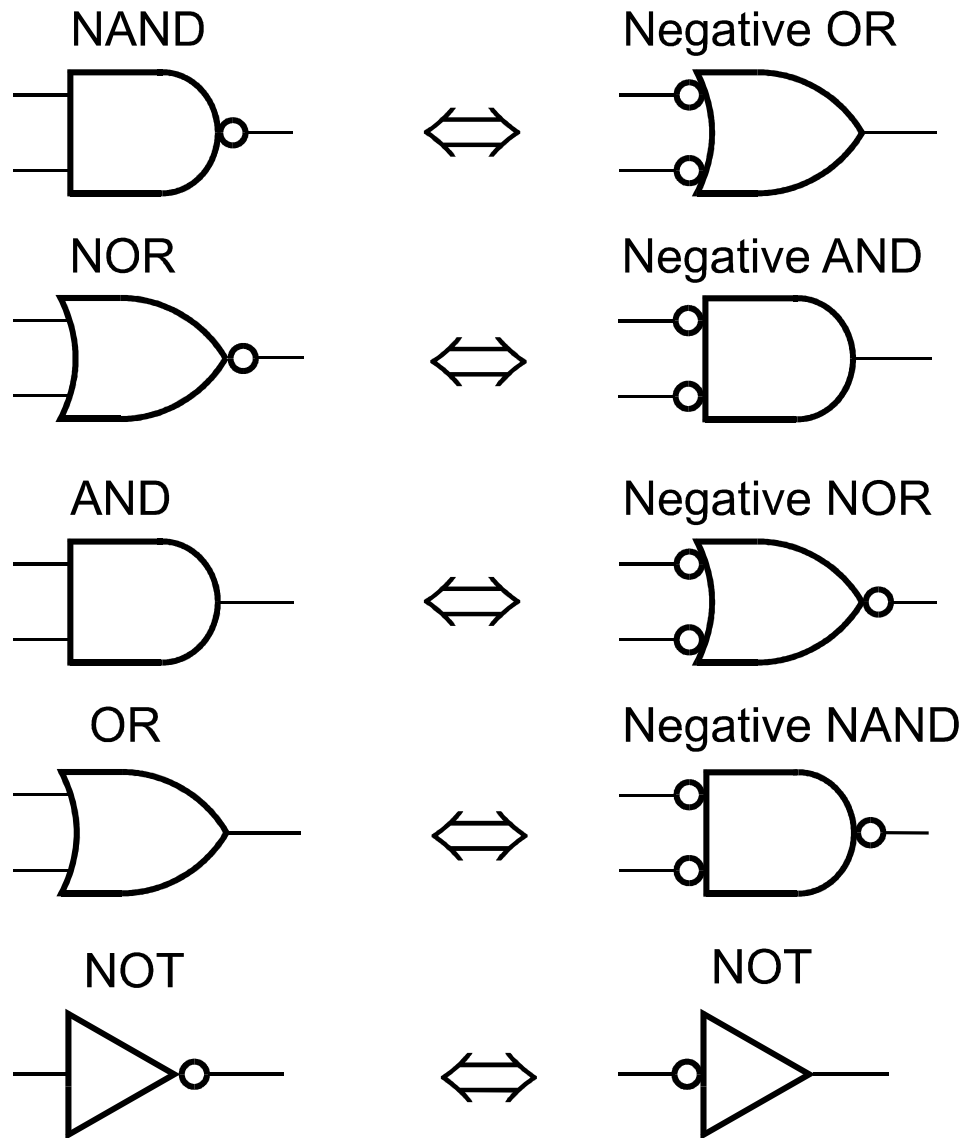 NAND
Negative OR
NOR
Negative AND
AND
Negative NOR
OR
Negative NAND
NOT
NOT